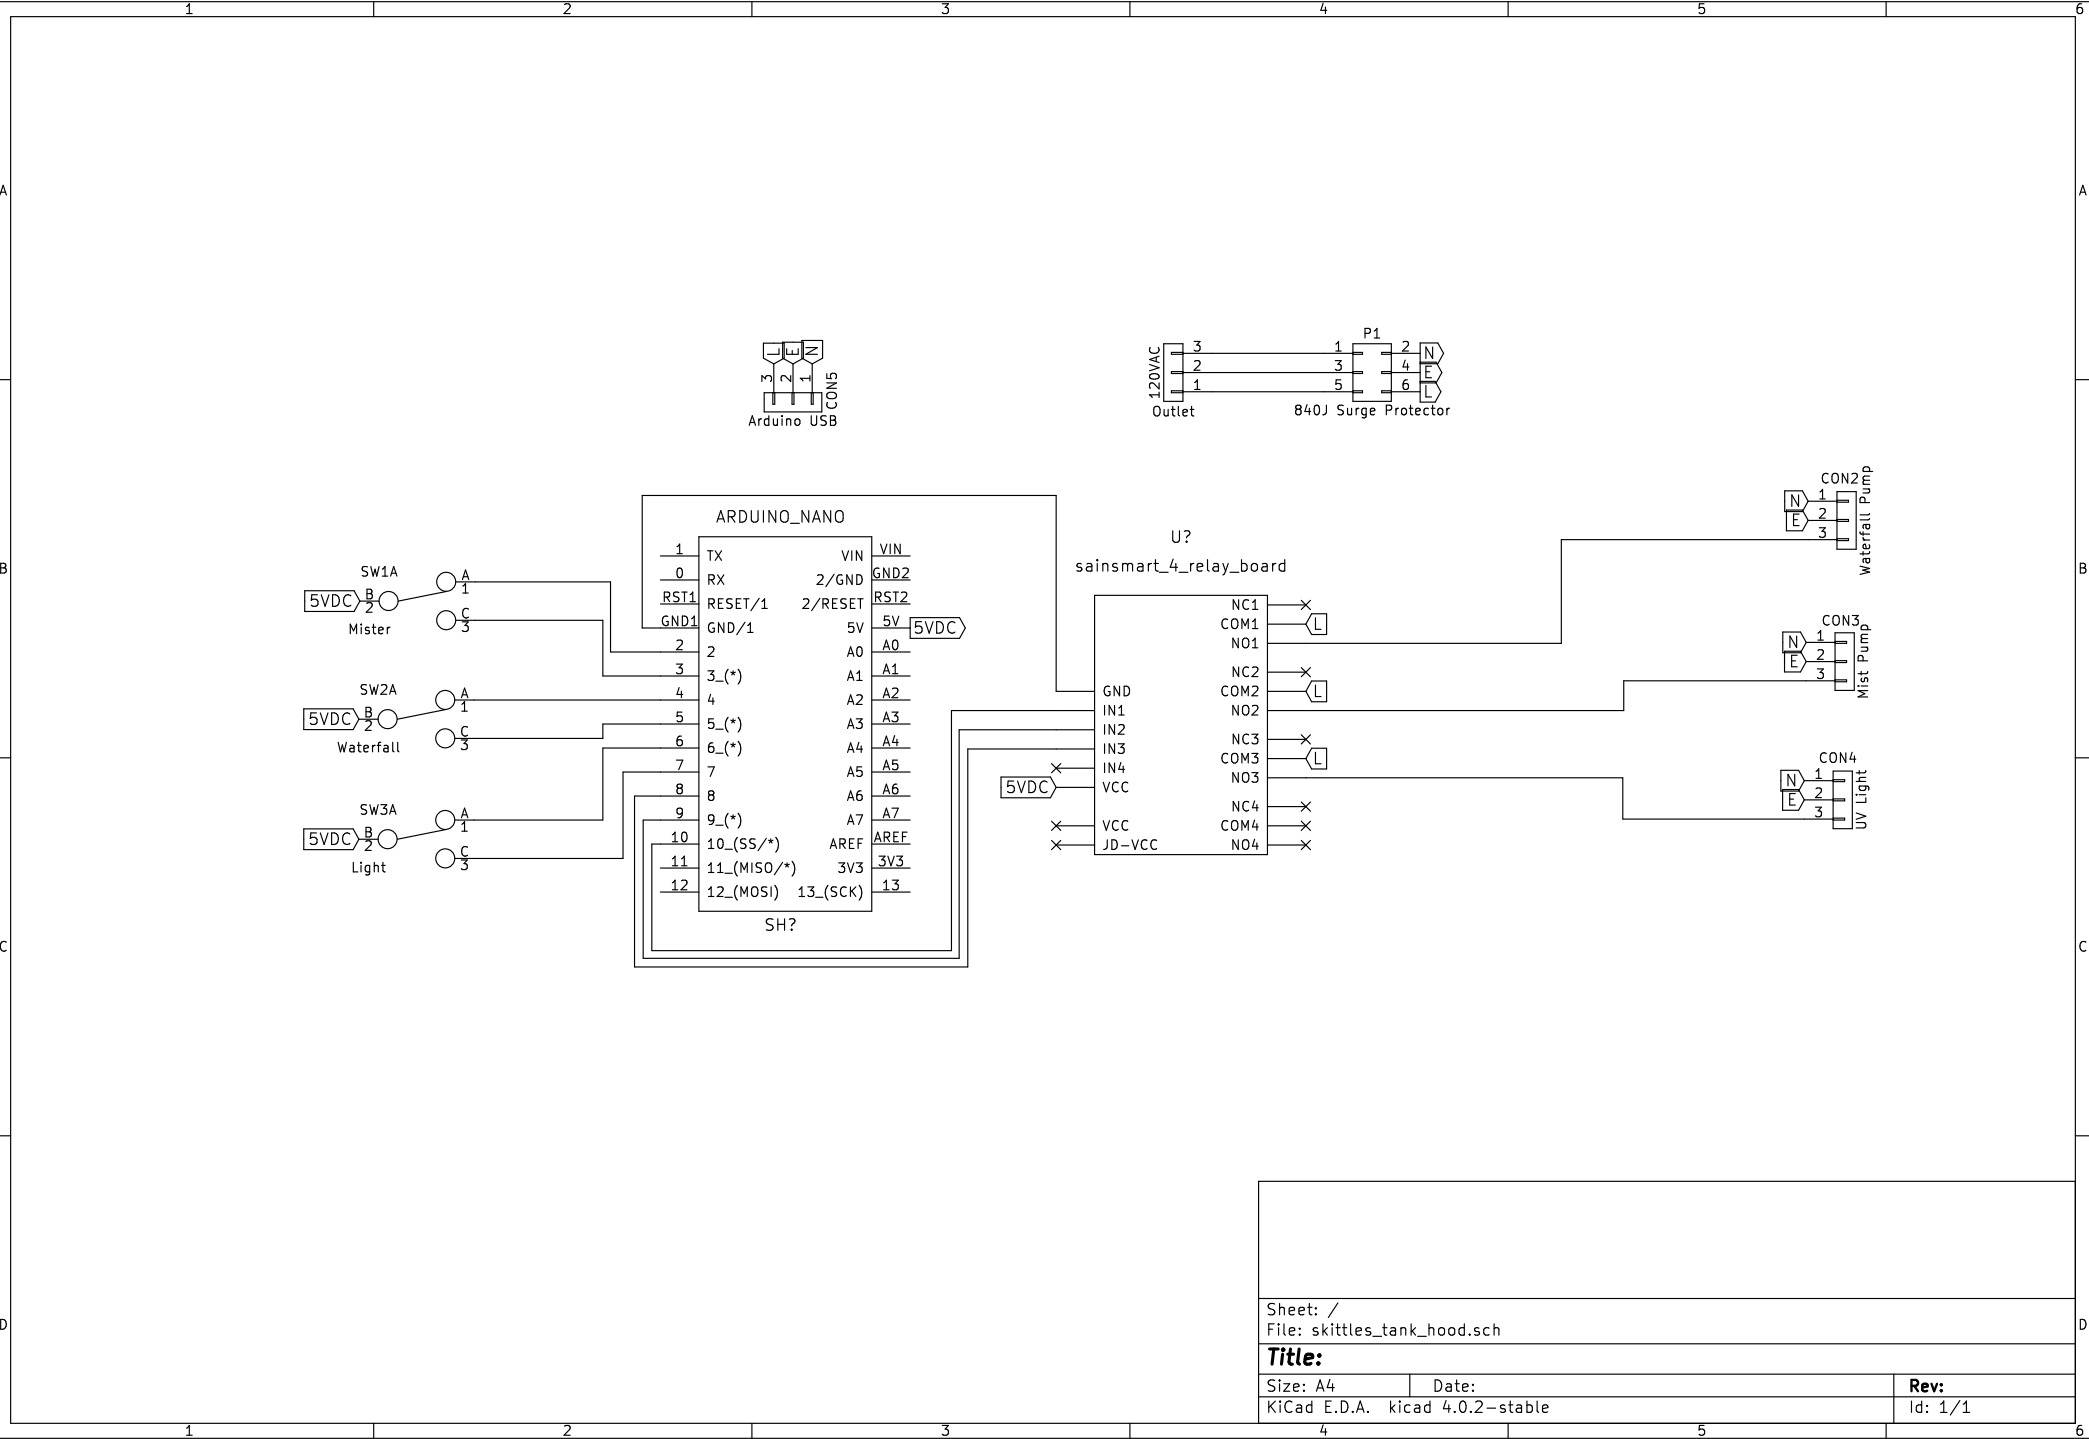 1 2 3 4 5 6
A A
B B
C C
D D
L E N
3 2 1
CON5
Arduino USB
120VAC
3
2
1
Outlet
P1
1 2 N
3 4 E
5 6 L
840J Surge Protector
SW1A
5VDC B 2
A 1
C 3
Mister
SW2A
5VDC B 2
A 1
C 3
Waterfall
SW3A
5VDC B 2
A 1
C 3
Light
ARDUINO_NANO
1 TX VIN VIN
0 RX 2/GND GND2
RST1 RESET/1 2/RESET RST2
GND1 GND/1 5V 5V 5VDC
2 2 A0 A0
3 3_(*) A1 A1
4 4 A2 A2
5 5_(*) A3 A3
6 6_(*) A4 A4
7 7 A5 A5
8 8 A6 A6
9 9_(*) A7 A7
10 10_(SS/*) AREF AREF
11 11_(MISO/*) 3V3 3V3
12 12_(MOSI) 13_(SCK) 13
SH?
U?
sainsmart_4_relay_board
NC1
COM1 L
NO1
NC2
GND COM2 L
IN1 NO2
IN2
IN3 NC3
IN4 COM3 L
5VDC VCC NO3
NC4
VCC COM4
JD-VCC NO4
CON2
N 1
E 2
3
Waterfall Pump
CON3
N 1
E 2
3
Mist Pump
CON4
N 1
E 2
3
UV Light
Sheet: /
File: skittles_tank_hood.sch
Title:
Size: A4 Date: Rev:
KiCad E.D.A. kicad 4.0.2-stable Id: 1/1
1 2 3 4 5 6